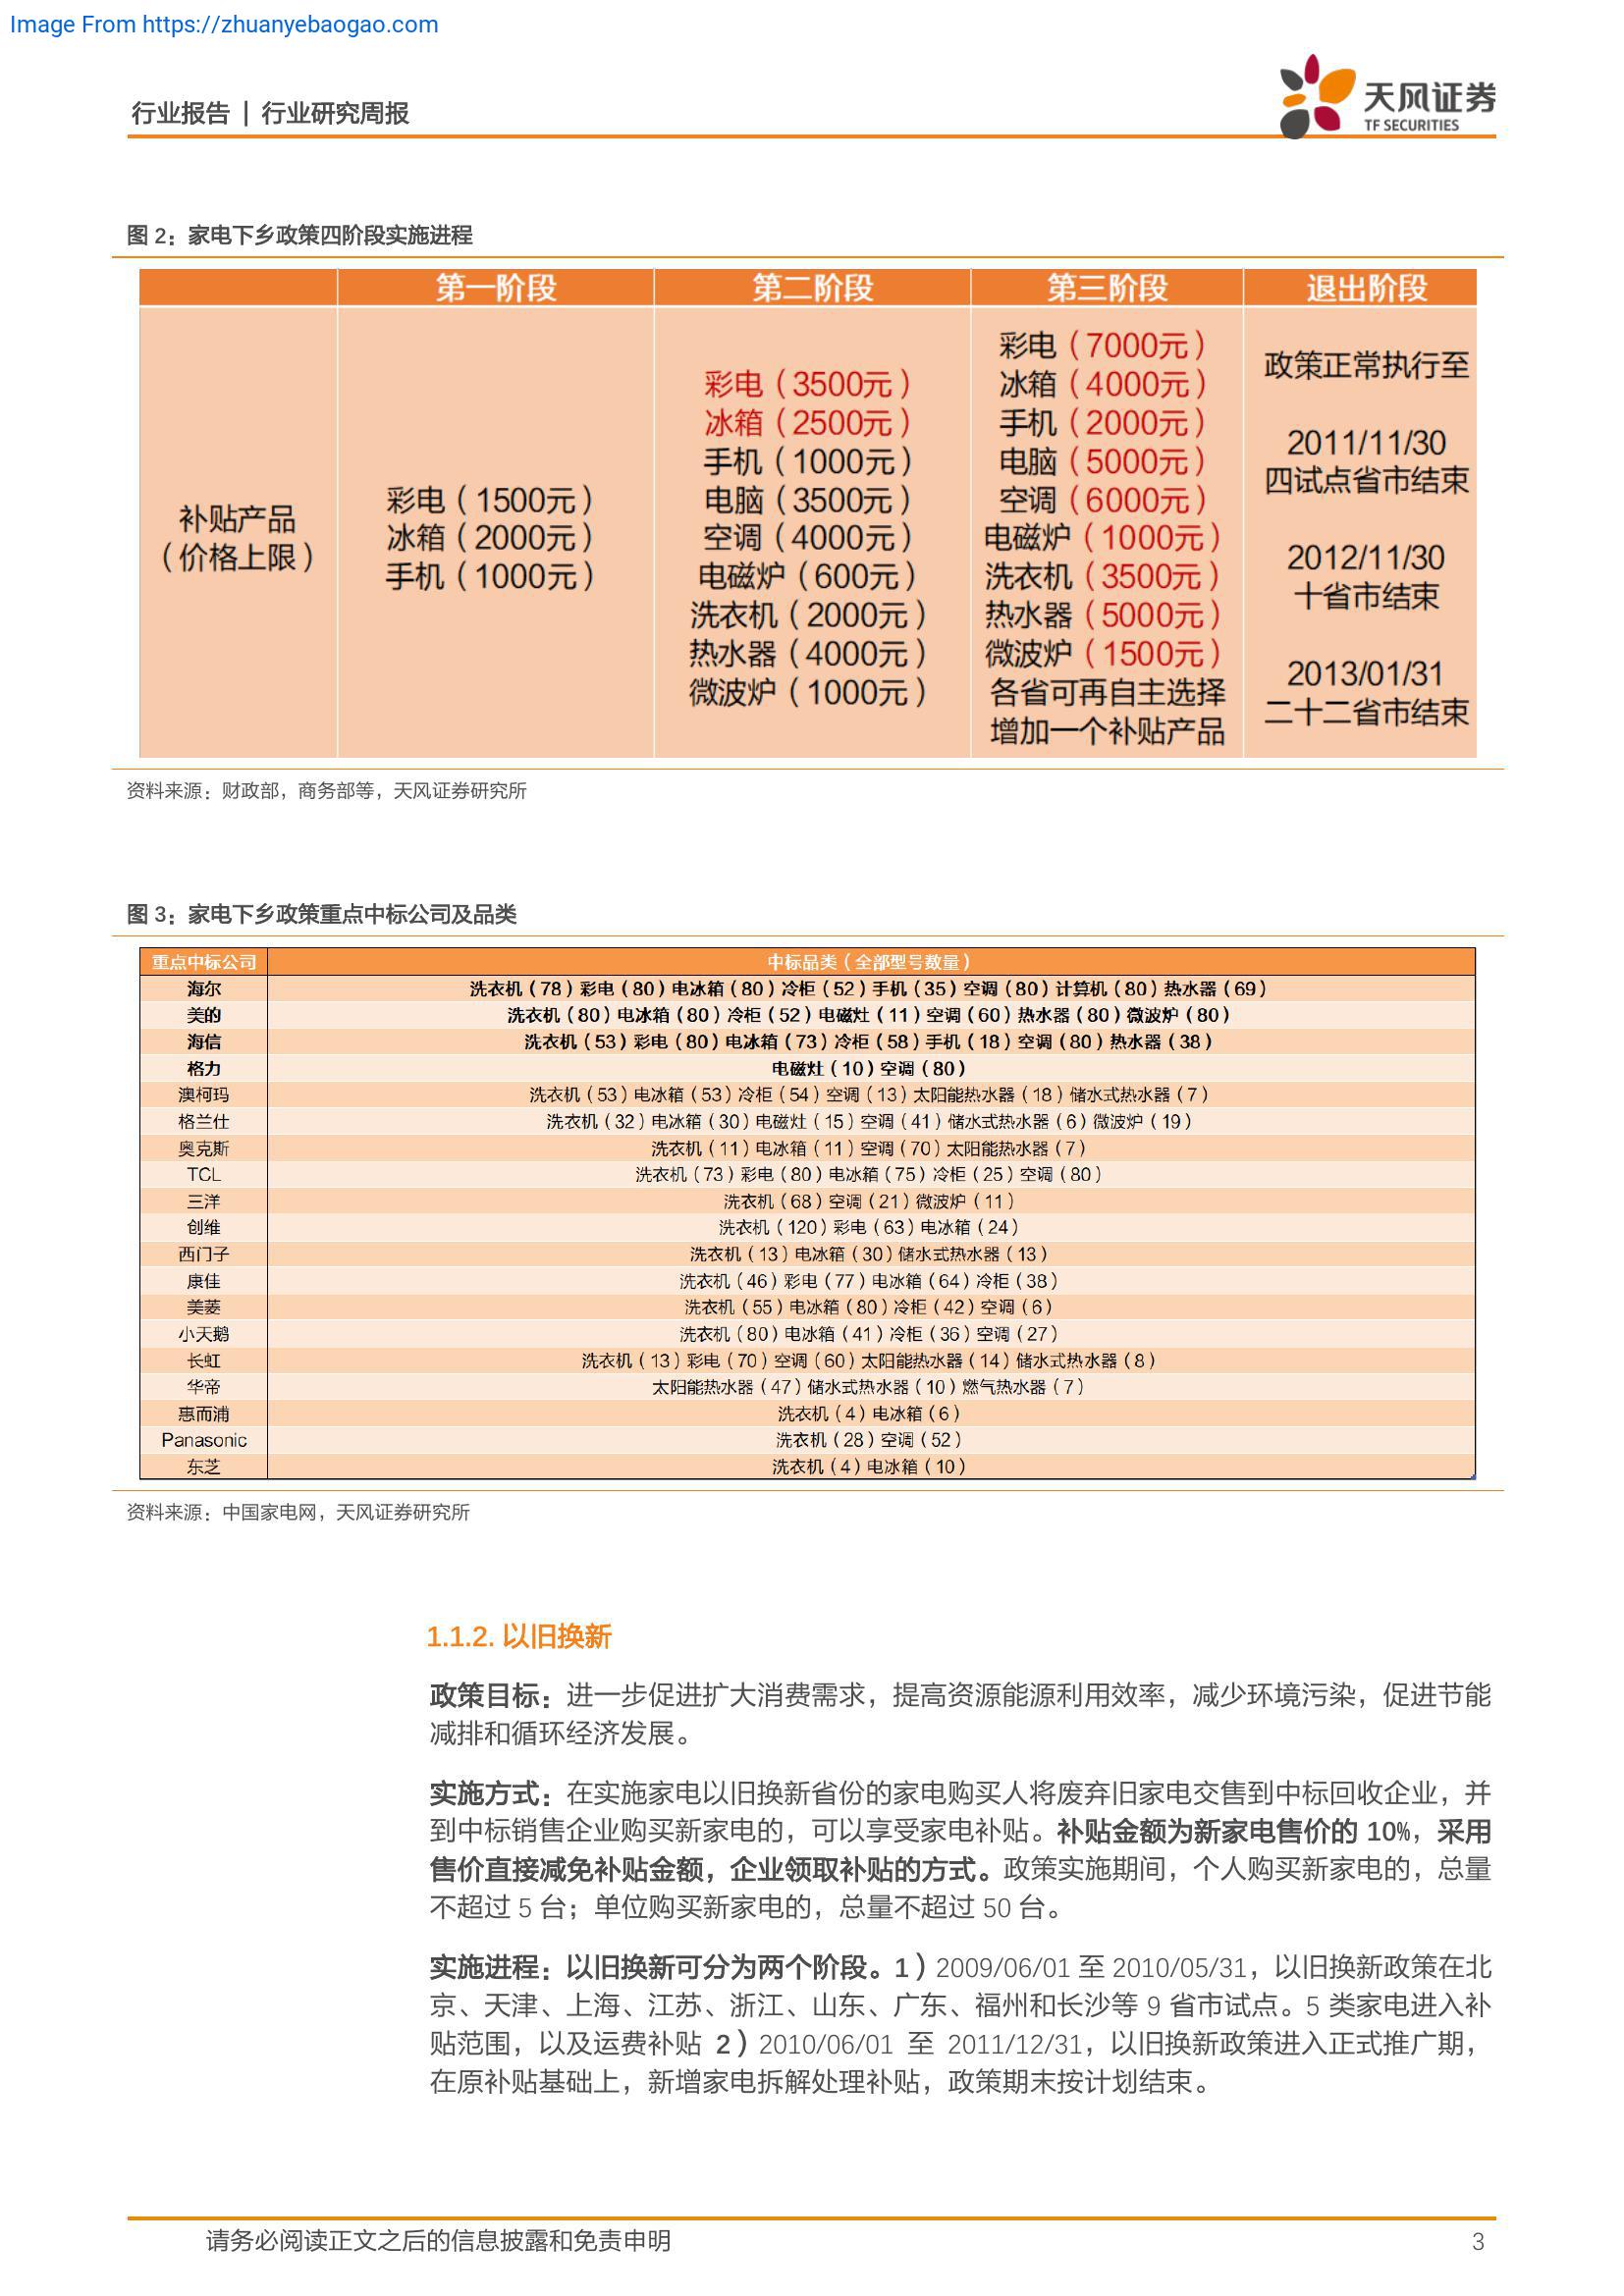 Image From https://zhuanyebaogao.com
行业报告 | 行业研究周报
天风证券
TF SECURITIES
图 2：家电下乡政策四阶段实施进程
第一阶段 第二阶段 第三阶段 退出阶段
补贴产品
（价格上限）
彩电（1500元）
冰箱（2000元）
手机（1000元）
彩电（3500元）
冰箱（2500元）
手机（1000元）
电脑（3500元）
空调（4000元）
电磁炉（600元）
洗衣机（2000元）
热水器（4000元）
微波炉（1000元）
彩电（7000元）
冰箱（4000元）
手机（2000元）
电脑（5000元）
空调（6000元）
电磁炉（1000元）
洗衣机（3500元）
热水器（5000元）
微波炉（1500元）
各省可再自主选择
增加一个补贴产品
政策正常执行至
2011/11/30
四试点省市结束
2012/11/30
十省市结束
2013/01/31
二十二省市结束
资料来源：财政部，商务部等，天风证券研究所
图 3：家电下乡政策重点中标公司及品类
重点中标公司 中标品类（全部型号数量）
海尔 洗衣机（78）彩电（80）电冰箱（80）冷柜（52）手机（35）空调（80）计算机（80）热水器（69）
美的 洗衣机（80）电冰箱（80）冷柜（52）电磁灶（11）空调（60）热水器（80）微波炉（80）
海信 洗衣机（53）彩电（80）电冰箱（73）冷柜（58）手机（18）空调（80）热水器（38）
格力 电磁灶（10）空调（80）
澳柯玛 洗衣机（53）电冰箱（53）冷柜（54）空调（13）太阳能热水器（18）储水式热水器（7）
格兰仕 洗衣机（32）电冰箱（30）电磁灶（15）空调（41）储水式热水器（6）微波炉（19）
奥克斯 洗衣机（11）电冰箱（11）空调（70）太阳能热水器（7）
TCL 洗衣机（73）彩电（80）电冰箱（75）冷柜（25）空调（80）
三洋 洗衣机（68）空调（21）微波炉（11）
创维 洗衣机（120）彩电（63）电冰箱（24）
西门子 洗衣机（13）电冰箱（30）储水式热水器（13）
康佳 洗衣机（46）彩电（77）电冰箱（64）冷柜（38）
美菱 洗衣机（55）电冰箱（80）冷柜（42）空调（6）
小天鹅 洗衣机（80）电冰箱（41）冷柜（36）空调（27）
长虹 洗衣机（13）彩电（70）空调（60）太阳能热水器（14）储水式热水器（8）
华帝 太阳能热水器（47）储水式热水器（10）燃气热水器（7）
惠而浦 洗衣机（4）电冰箱（6）
Panasonic 洗衣机（28）空调（52）
东芝 洗衣机（4）电冰箱（10）
资料来源：中国家电网，天风证券研究所
1.1.2. 以旧换新
政策目标：进一步促进扩大消费需求，提高资源能源利用效率，减少环境污染，促进节能
减排和循环经济发展。
实施方式：在实施家电以旧换新省份的家电购买人将废弃旧家电交售到中标回收企业，并
到中标销售企业购买新家电的，可以享受家电补贴。补贴金额为新家电售价的 10%，采用
售价直接减免补贴金额，企业领取补贴的方式。政策实施期间，个人购买新家电的，总量
不超过 5 台；单位购买新家电的，总量不超过 50 台。
实施进程：以旧换新可分为两个阶段。1）2009/06/01 至 2010/05/31，以旧换新政策在北
京、天津、上海、江苏、浙江、山东、广东、福州和长沙等 9 省市试点。5 类家电进入补
贴范围，以及运费补贴 2）2010/06/01 至 2011/12/31，以旧换新政策进入正式推广期，
在原补贴基础上，新增家电拆解处理补贴，政策期末按计划结束。
请务必阅读正文之后的信息披露和免责申明 3